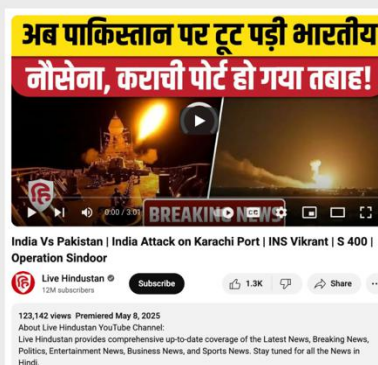 अब पाकिस्तान पर टूट पड़ी भारतीय
नौसेना, कराची पोर्ट हो गया तबाह!
हि
0:00 / 3:01
BREAKING NEWS
CC
India Vs Pakistan | India Attack on Karachi Port | INS Vikrant | S 400 |
Operation Sindoor
हि
Live Hindustan
12M subscribers
Subscribe
1.3K
Share
123,142 views Premiered May 8, 2025
About Live Hindustan YouTube Channel:
Live Hindustan provides comprehensive up-to-date coverage of the Latest News, Breaking News,
Politics, Entertainment News, Business News, and Sports News. Stay tuned for all the News in
Hindi.